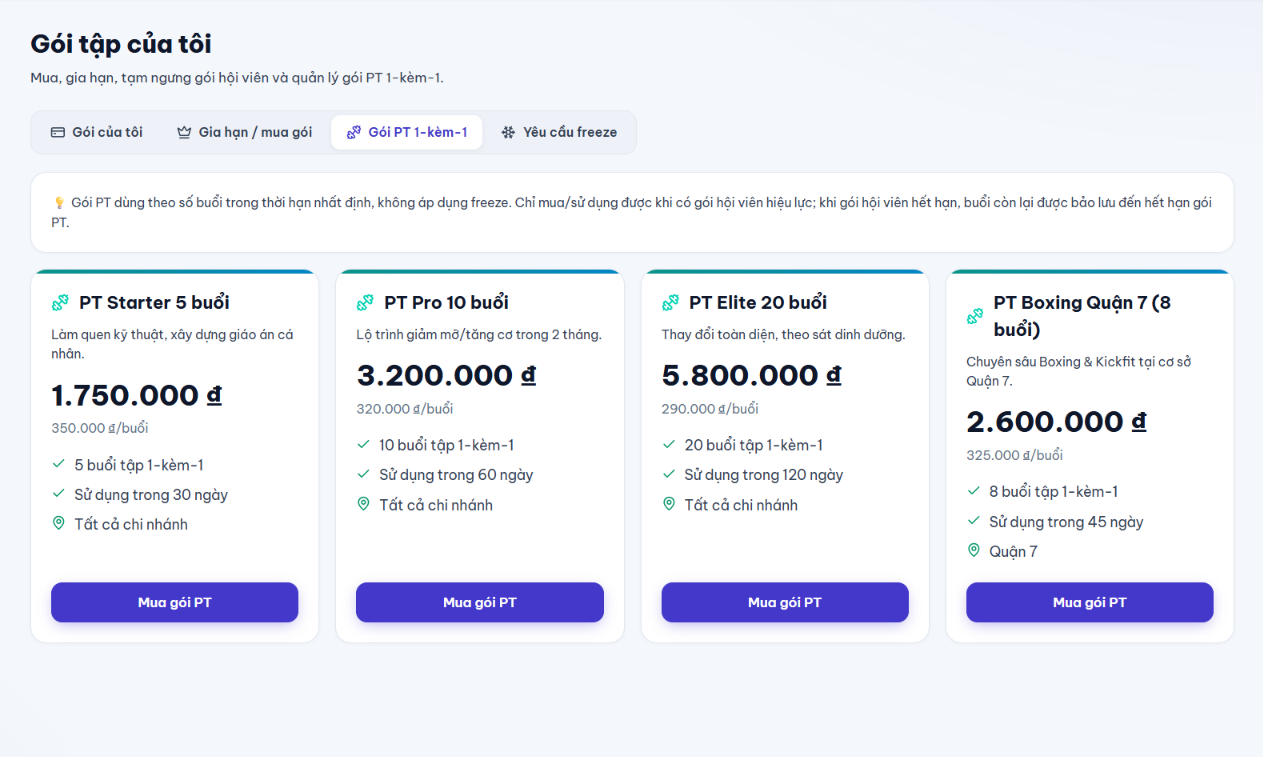 Gói tập của tôi
Mua, gia hạn, tạm ngưng gói hội viên và quản lý gói PT 1-kèm-1.
Gói của tôi
Gia hạn / mua gói
Gói PT 1-kèm-1
Yêu cầu freeze
💡 Gói PT dùng theo số buổi trong thời hạn nhất định, không áp dụng freeze. Chỉ mua/sử dụng được khi có gói hội viên hiệu lực; khi gói hội viên hết hạn, buổi còn lại được bảo lưu đến hết hạn gói
PT.
PT Starter 5 buổi
Làm quen kỹ thuật, xây dựng giáo án cá
nhân.
1.750.000 ₫
350.000 ₫/buổi
5 buổi tập 1-kèm-1
Sử dụng trong 30 ngày
Tất cả chi nhánh
Mua gói PT
PT Pro 10 buổi
Lộ trình giảm mỡ/tăng cơ trong 2 tháng.
3.200.000 ₫
320.000 ₫/buổi
10 buổi tập 1-kèm-1
Sử dụng trong 60 ngày
Tất cả chi nhánh
Mua gói PT
PT Elite 20 buổi
Thay đổi toàn diện, theo sát dinh dưỡng.
5.800.000 ₫
290.000 ₫/buổi
20 buổi tập 1-kèm-1
Sử dụng trong 120 ngày
Tất cả chi nhánh
Mua gói PT
PT Boxing Quận 7 (8
buổi)
Chuyên sâu Boxing & Kickfit tại cơ sở
Quận 7.
2.600.000 ₫
325.000 ₫/buổi
8 buổi tập 1-kèm-1
Sử dụng trong 45 ngày
Quận 7
Mua gói PT